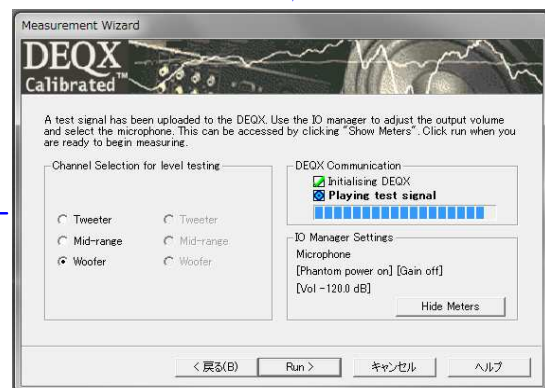 Measurement Wizard
DEQX
Calibrated™
A test signal has been uploaded to the DEQX. Use the IO manager to adjust the output volume
and select the microphone. This can be accessed by clicking "Show Meters". Click run when you
are ready to begin measuring.
Channel Selection for level testing
Tweeter Tweeter
Mid-range Mid-range
Woofer Woofer
DEQX Communication
Initialising DEQX
Playing test signal
IO Manager Settings
Microphone
[Phantom power on] [Gain off]
[Vol -120.0 dB]
Hide Meters
< 戻る(B) Run > キャンセル ヘルプ